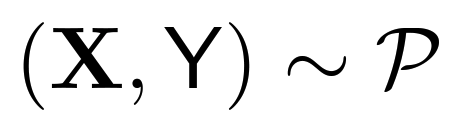 (𝐗, 𝖸) ∼ 𝒫